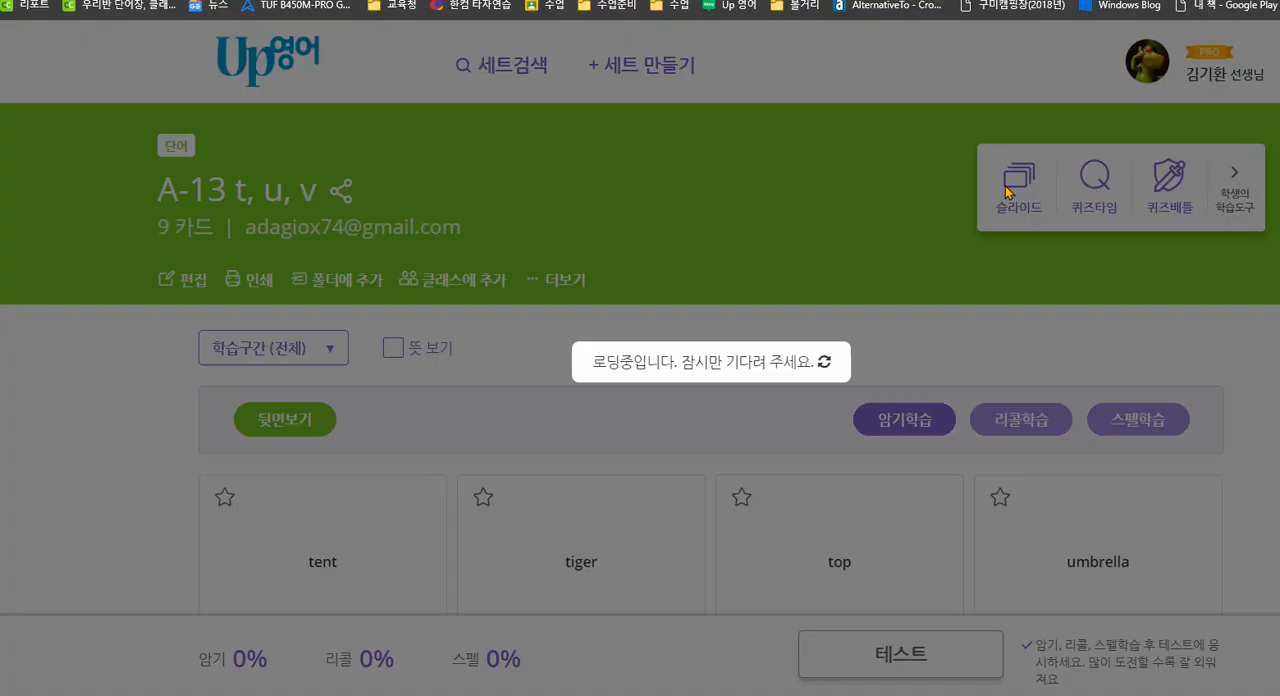 리포트 우리반 단어장, 클래... 뉴스 TUF B450M-PRO G... 교육청 한컴 타자연습 수업 수업준비 수업 Up 영어 볼거리 AlternativeTo - Cro... 구미캠핑장(2018년) Windows Blog 내 책 - Google Play
Up영어
세트검색 + 세트 만들기
PRO
김기환 선생님
단어
A-13 t, u, v
9 카드 | adagiox74@gmail.com
슬라이드 퀴즈타임 퀴즈배틀 학생의
학습도구
편집 인쇄 폴더에 추가 클래스에 추가 ··· 더보기
학습구간 (전체) ▼ 뜻 보기
로딩중입니다. 잠시만 기다려 주세요.
뒷면보기 암기학습 리콜학습 스펠학습
tent tiger top umbrella
암기 0% 리콜 0% 스펠 0%
테스트
암기, 리콜, 스펠학습 후 테스트에 응
시하세요. 많이 도전할 수록 잘 외워
져요